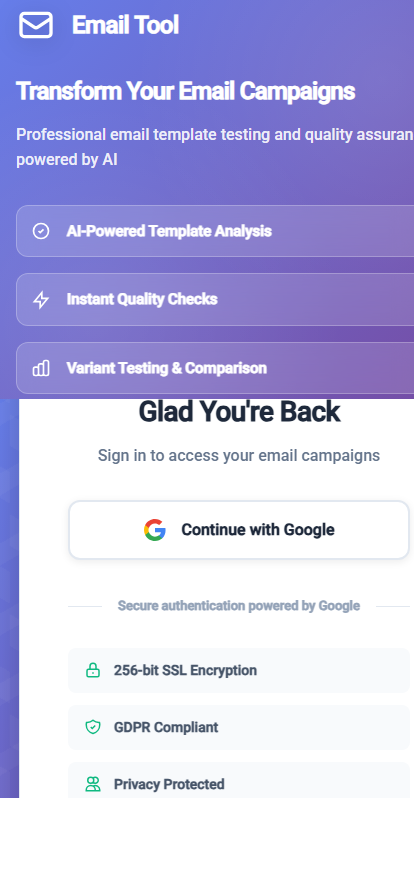 Email Tool
Transform Your Email Campaigns
Professional email template testing and quality assuran
powered by AI
AI-Powered Template Analysis
Instant Quality Checks
Variant Testing & Comparison
Glad You're Back
Sign in to access your email campaigns
Continue with Google
Secure authentication powered by Google
256-bit SSL Encryption
GDPR Compliant
Privacy Protected